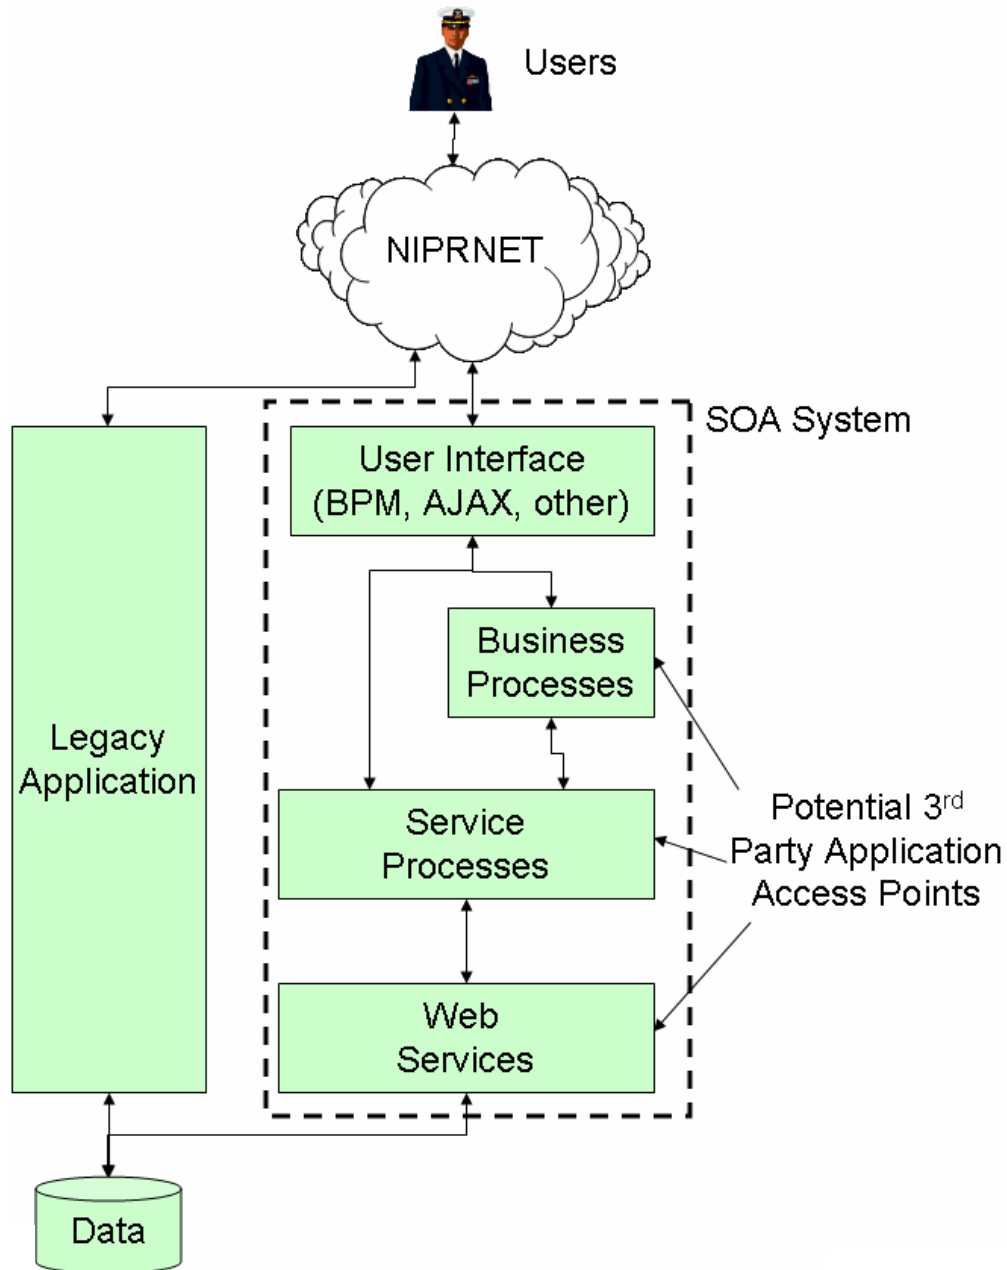 Users
NIPRNET
SOA System
User Interface
(BPM, AJAX, other)
Business
Processes
Legacy
Application
Service
Processes
Potential 3rd
Party Application
Access Points
Web
Services
Data